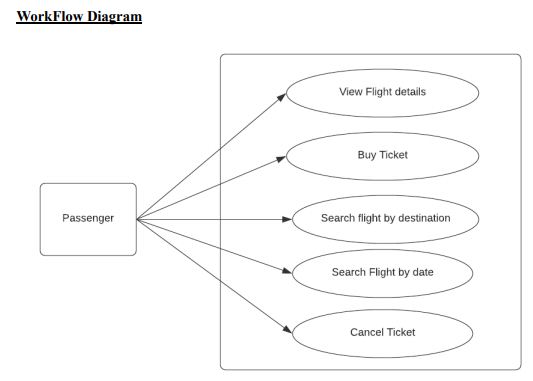 WorkFlow Diagram
View Flight details
Buy Ticket
Passenger
Search flight by destination
Search Flight by date
Cancel Ticket